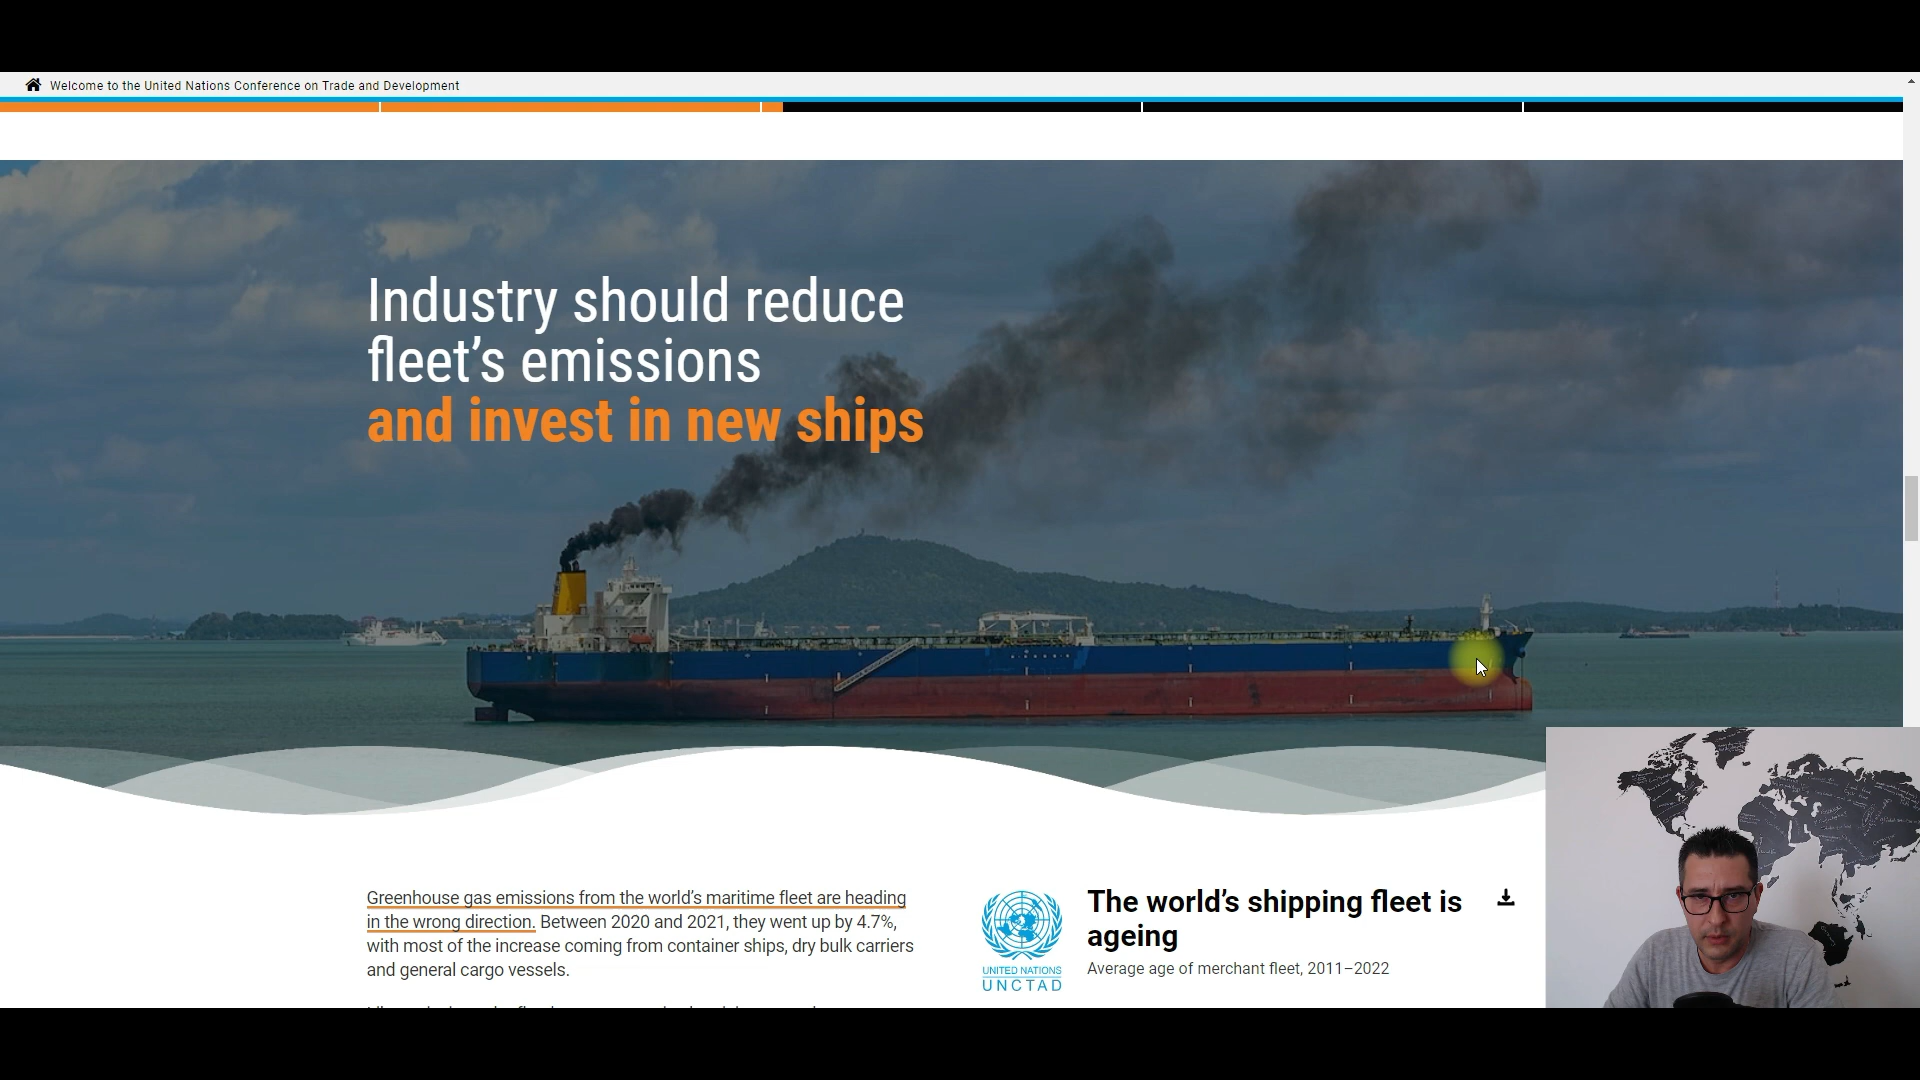 Welcome to the United Nations Conference on Trade and Development
Industry should reduce
fleet’s emissions
and invest in new ships
Greenhouse gas emissions from the world’s maritime fleet are heading
in the wrong direction. Between 2020 and 2021, they went up by 4.7%,
with most of the increase coming from container ships, dry bulk carriers
and general cargo vessels.
UNITED NATIONS
UNCTAD
The world’s shipping fleet is
ageing
Average age of merchant fleet, 2011–2022